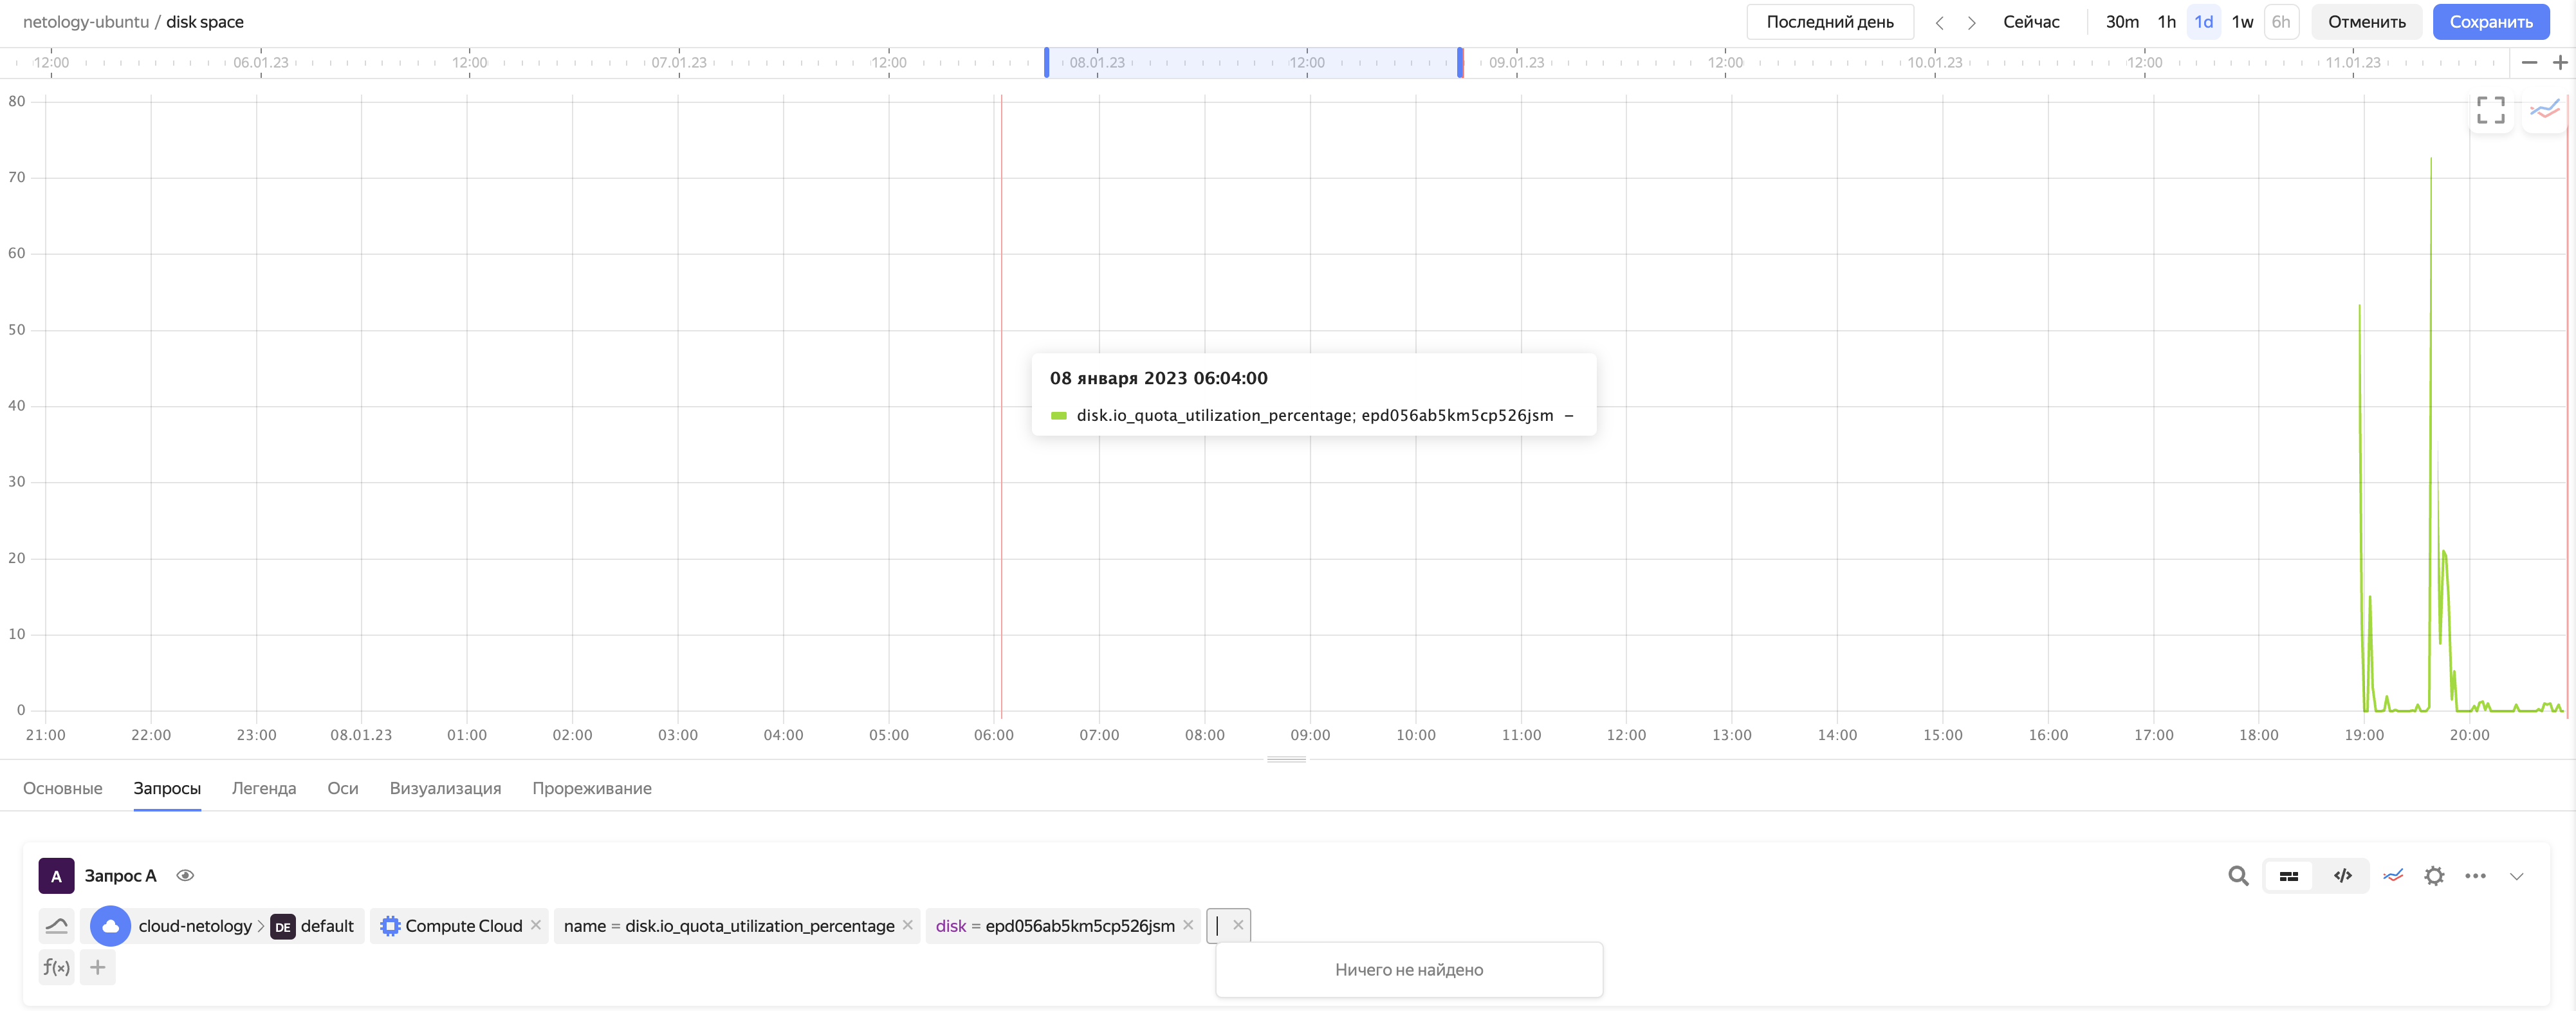 netology-ubuntu / disk space
Последний день Сейчас 30m 1h 1d 1w 6h Отменить Сохранить
12:00 06.01.23 12:00 07.01.23 12:00 08.01.23 12:00 09.01.23 12:00 10.01.23 12:00 11.01.23
80
70
60
50
40
30
20
10
0
08 января 2023 06:04:00
disk.io_quota_utilization_percentage; epd056ab5km5cp526jsm –
21:00 22:00 23:00 08.01.23 01:00 02:00 03:00 04:00 05:00 06:00 07:00 08:00 09:00 10:00 11:00 12:00 13:00 14:00 15:00 16:00 17:00 18:00 19:00 20:00
Основные Запросы Легенда Оси Визуализация Прореживание
A Запрос A
cloud-netology > DE default Compute Cloud × name = disk.io_quota_utilization_percentage × disk = epd056ab5km5cp526jsm × ×
f(x) +
Ничего не найдено